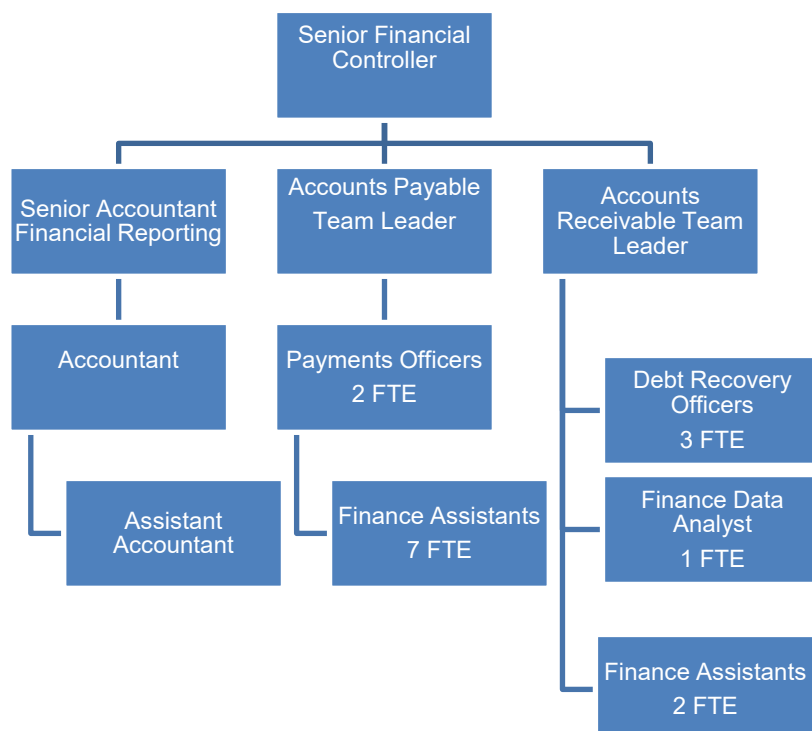 Senior Financial
Controller
Senior Accountant
Financial Reporting
Accounts Payable
Team Leader
Accounts
Receivable Team
Leader
Accountant
Payments Officers
2 FTE
Debt Recovery
Officers
3 FTE
Assistant
Accountant
Finance Assistants
7 FTE
Finance Data
Analyst
1 FTE
Finance Assistants
2 FTE